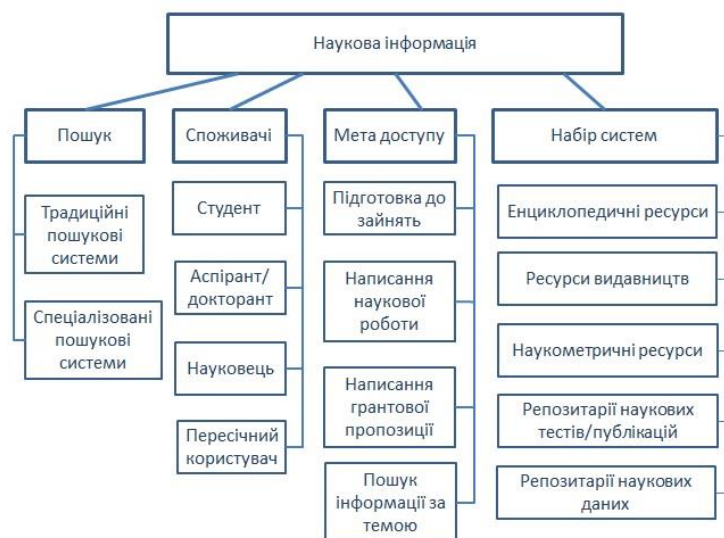 Наукова інформація
Пошук
Споживачі
Мета доступу
Набір систем
Традиційні
пошукові
системи
Спеціалізовані
пошукові
системи
Студент
Аспірант/
докторант
Науковець
Пересічний
користувач
Підготовка до
зайнять
Написання
наукової
роботи
Написання
грантової
пропозиції
Пошук
інформації за
темою
Енциклопедичні ресурси
Ресурси видавництв
Наукометричні ресурси
Репозитарії наукових
тестів/публікацій
Репозитарії наукових
даних